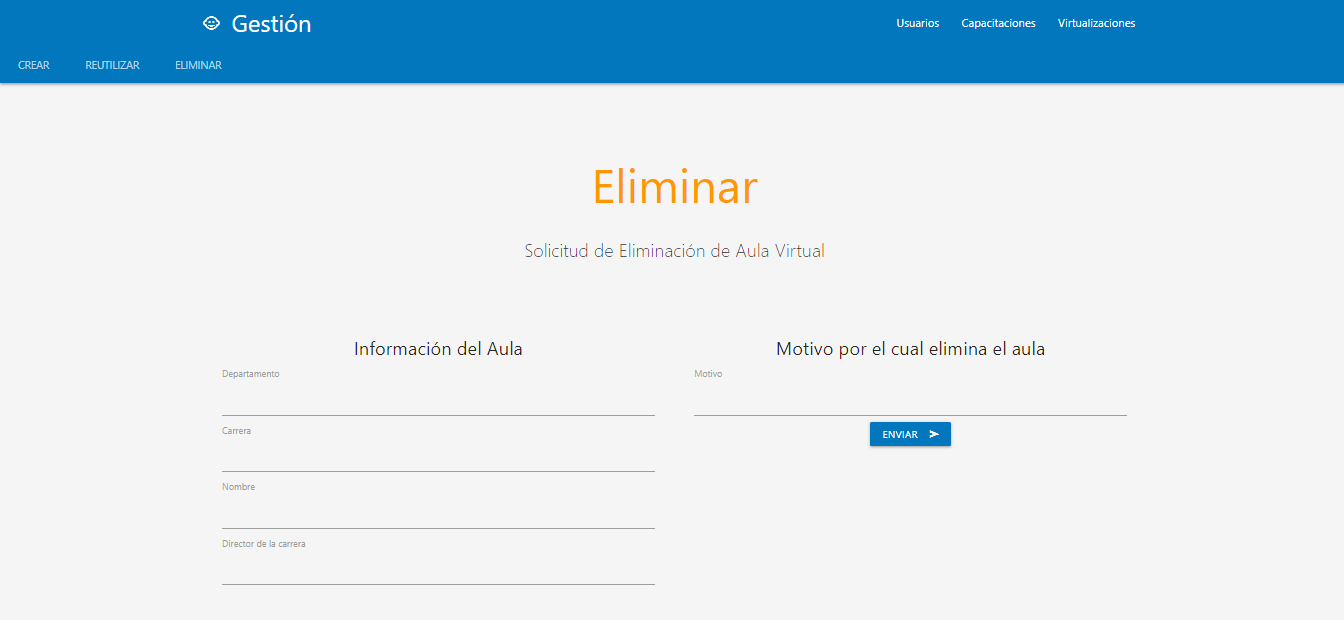 Gestión
Usuarios
Capacitaciones
Virtualizaciones
CREAR
REUTILIZAR
ELIMINAR
Eliminar
Solicitud de Eliminación de Aula Virtual
Información del Aula
Departamento
Carrera
Nombre
Director de la carrera
Motivo por el cual elimina el aula
Motivo
ENVIAR